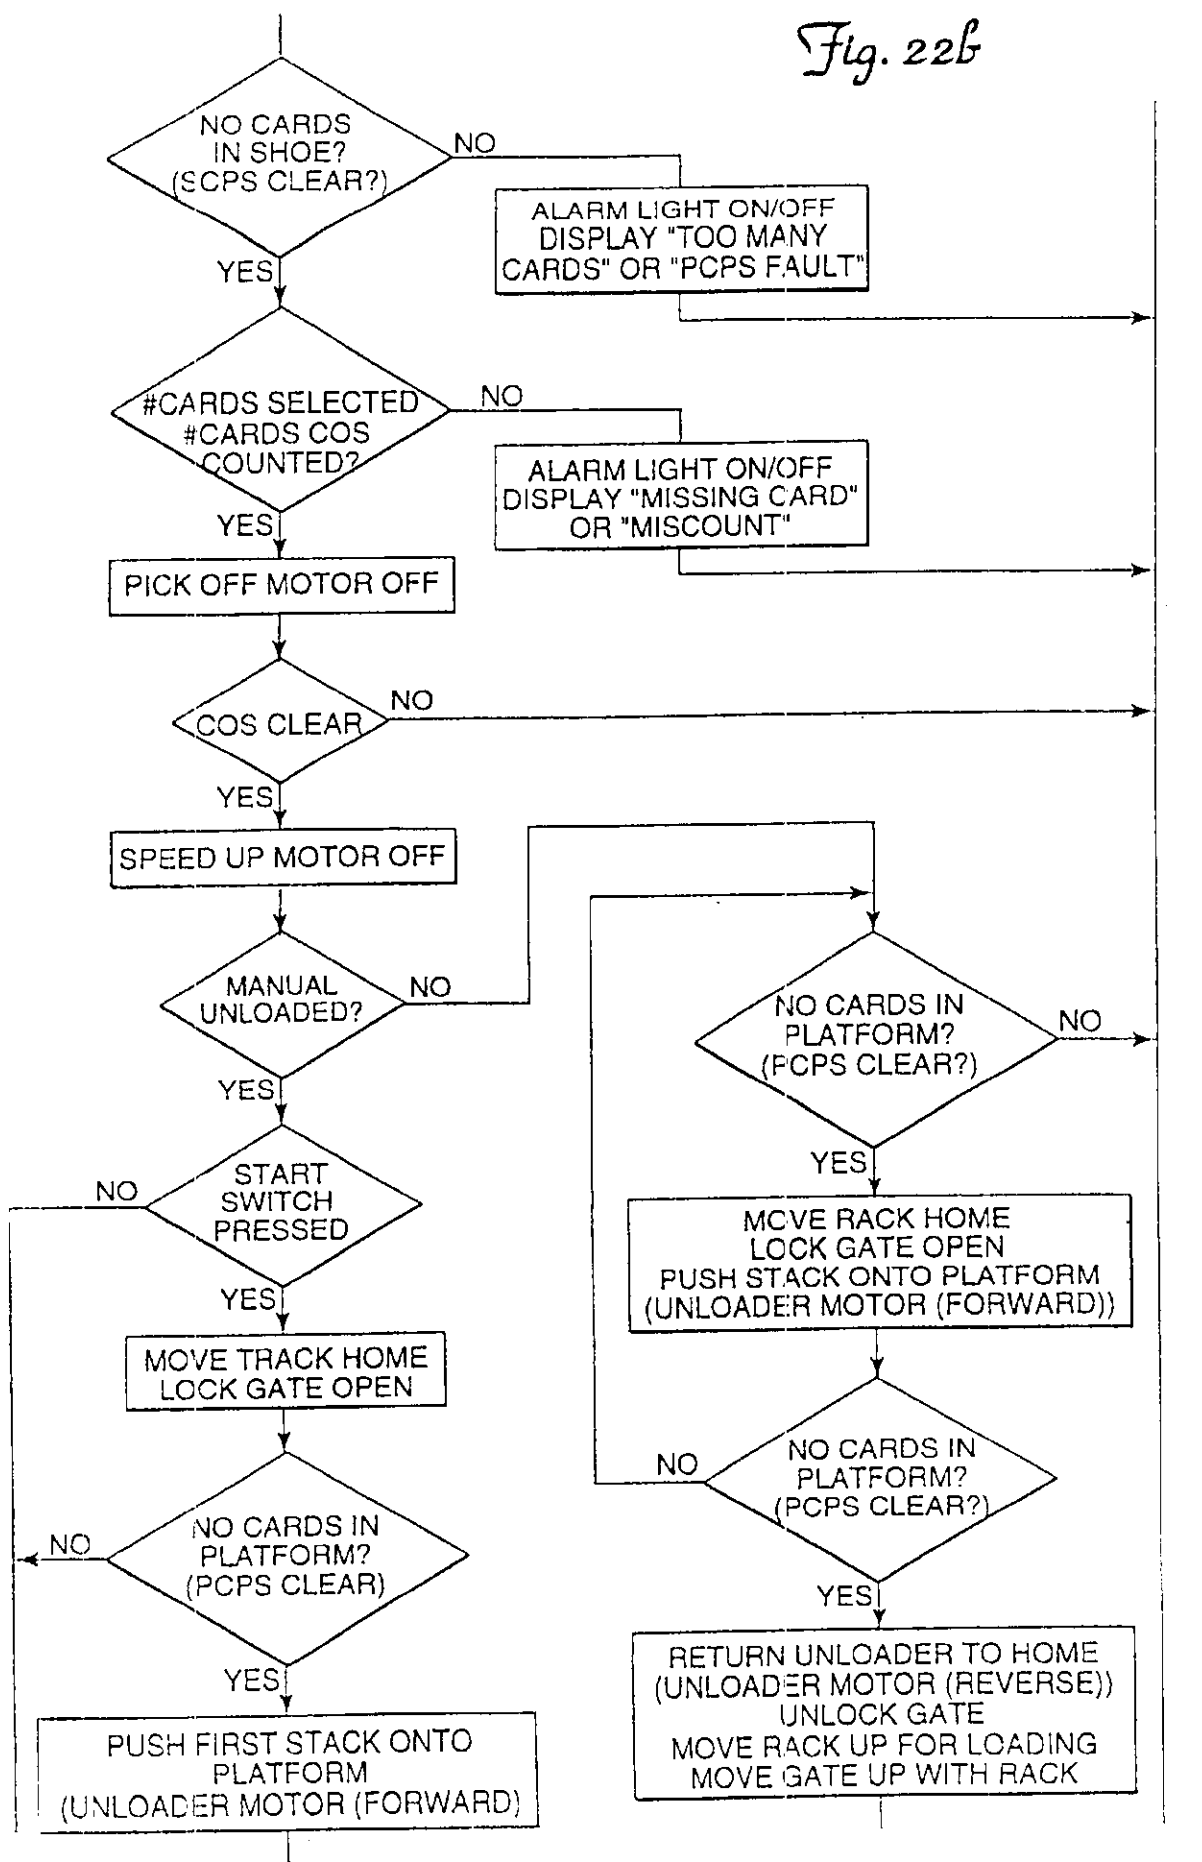 Fig. 22b
NO CARDS
IN SHOE?
(SCPS CLEAR?)
NO
YES
ALARM LIGHT ON/OFF
DISPLAY "TOO MANY
CARDS" OR "PCPS FAULT"
#CARDS SELECTED
#CARDS COS
COUNTED?
NO
YES
ALARM LIGHT ON/OFF
DISPLAY "MISSING CARD"
OR "MISCOUNT"
PICK OFF MOTOR OFF
COS CLEAR
NO
YES
SPEED UP MOTOR OFF
MANUAL
UNLOADED?
NO
YES
START
SWITCH
PRESSED
NO
YES
MOVE TRACK HOME
LOCK GATE OPEN
NO CARDS IN
PLATFORM?
(PCPS CLEAR)
NO
YES
PUSH FIRST STACK ONTO
PLATFORM
(UNLOADER MOTOR (FORWARD)
NO CARDS IN
PLATFORM?
(PCPS CLEAR?)
NO
YES
MOVE RACK HOME
LOCK GATE OPEN
PUSH STACK ONTO PLATFORM
(UNLOADER MOTOR (FORWARD))
NO CARDS IN
PLATFORM?
(PCPS CLEAR?)
NO
YES
RETURN UNLOADER TO HOME
(UNLOADER MOTOR (REVERSE))
UNLOCK GATE
MOVE RACK UP FOR LOADING
MOVE GATE UP WITH RACK